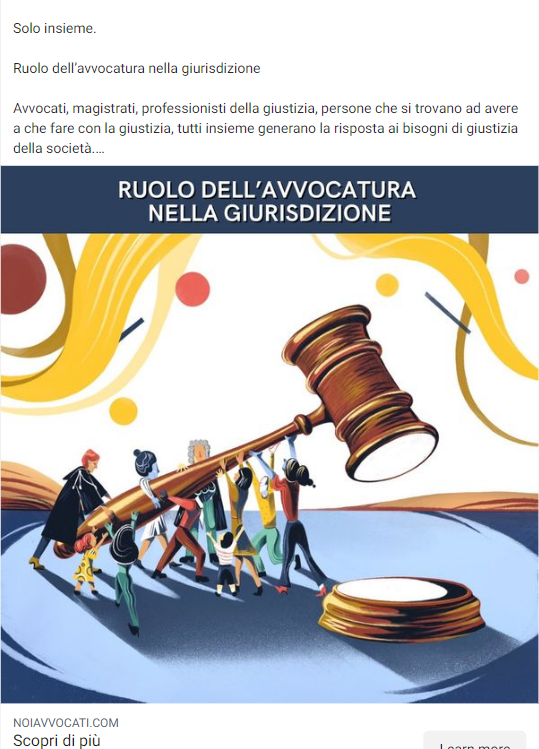 Solo insieme.
Ruolo dell’avvocatura nella giurisdizione
Avvocati, magistrati, professionisti della giustizia, persone che si trovano ad avere
a che fare con la giustizia, tutti insieme generano la risposta ai bisogni di giustizia
della società.…
RUOLO DELL’AVVOCATURA
NELLA GIURISDIZIONE
NOIAVVOCATI.COM
Scopri di più
Learn more